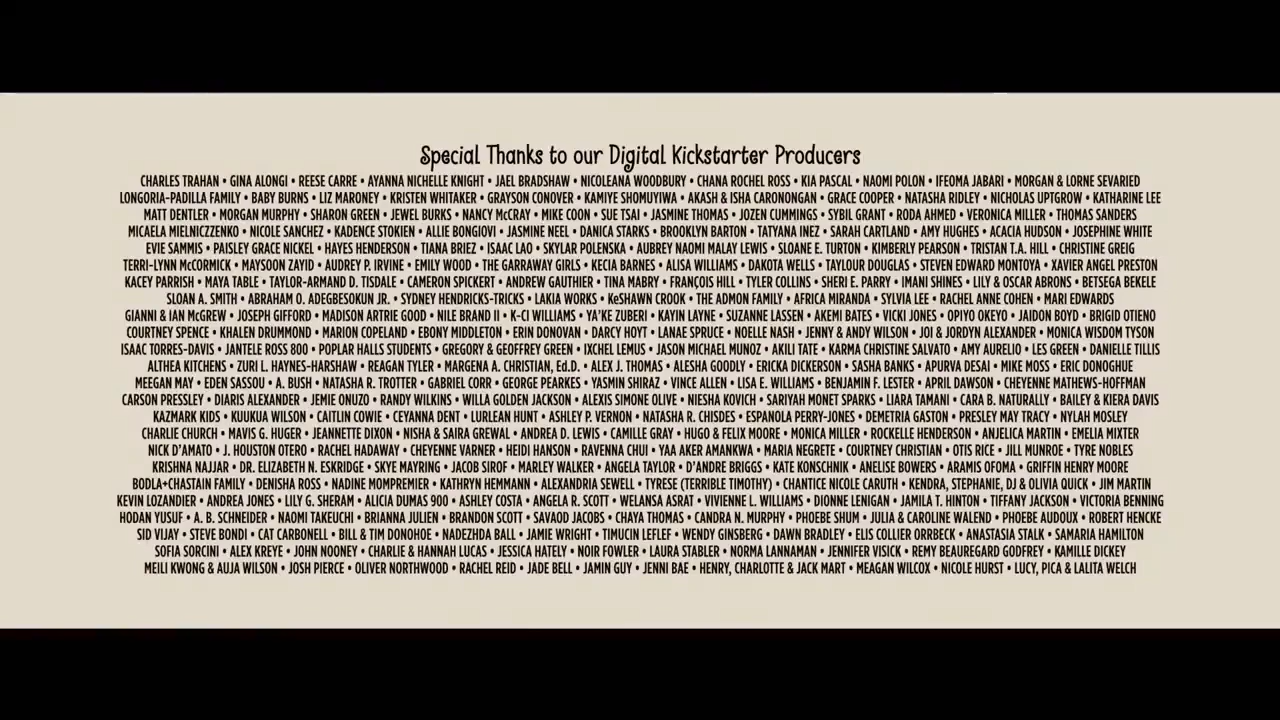 Special Thanks to our Digital Kickstarter Producers
CHARLES TRAHAN • GINA ALONGI • REESE CARRE • AYANNA NICHELLE KNIGHT • JAEL BRADSHAW • NICOLEANA WOODBURY • CHANA ROCHEL ROSS • KIA PASCAL • NAOMI POLON • IFEOMA JABARI • MORGAN & LORNE SEVARIED
LONGORIA-PADILLA FAMILY • BABY BURNS • LIZ MARONEY • KRISTEN WHITAKER • GRAYSON CONOVER • KAMIYE SHOMUYIWA • AKASH & ISHA CARONONGAN • GRACE COOPER • NATASHA RIDLEY • NICHOLAS UPTGROW • KATHARINE LEE
MATT DENTLER • MORGAN MURPHY • SHARON GREEN • JEWEL BURKS • NANCY McCRAY • MIKE COON • SUE TSAI • JASMINE THOMAS • JOZEN CUMMINGS • SYBIL GRANT • RODA AHMED • VERONICA MILLER • THOMAS SANDERS
MICAELA MIELNICZZENKO • NICOLE SANCHEZ • KADENCE STOKIEN • ALLIE BONGIOVI • JASMINE NEEL • DANICA STARKS • BROOKLYN BARTON • TATYANA INEZ • SARAH CARTLAND • AMY HUGHES • ACACIA HUDSON • JOSEPHINE WHITE
EVIE SAMMIS • PAISLEY GRACE NICKEL • HAYES HENDERSON • TIANA BRIEZ • ISAAC LAO • SKYLAR POLENSKA • AUBREY NAOMI MALAY LEWIS • SLOANE E. TURTON • KIMBERLY PEARSON • TRISTAN T.A. HILL • CHRISTINE GREIG
TERRI-LYNN McCORMICK • MAYSOON ZAYID • AUDREY P. IRVINE • EMILY WOOD • THE GARRAWAY GIRLS • KECIA BARNES • ALISA WILLIAMS • DAKOTA WELLS • TAYLOUR DOUGLAS • STEVEN EDWARD MONTOYA • XAVIER ANGEL PRESTON
KACEY PARRISH • MAYA TABLE • TAYLOR-ARMAND D. TISDALE • CAMERON SPICKERT • ANDREW GAUTHIER • TINA MABRY • FRANÇOIS HILL • TYLER COLLINS • SHERI E. PARRY • IMANI SHINES • LILY & OSCAR ABRONS • BETSEGA BEKELE
SLOAN A. SMITH • ABRAHAM O. ADEGBESOKUN JR. • SYDNEY HENDRICKS-TRICKS • LAKIA WORKS • KeSHAWN CROOK • THE ADMON FAMILY • AFRICA MIRANDA • SYLVIA LEE • RACHEL ANNE COHEN • MARI EDWARDS
GIANNI & IAN McGREW • JOSEPH GIFFORD • MADISON ARTRIE GOOD • NILE BRAND II • K-CI WILLIAMS • YA'KE ZUBERI • KAYIN LAYNE • SUZANNE LASSEN • AKEMI BATES • VICKI JONES • OPIYO OKEYO • JAIDON BOYD • BRIGID OTIENO
COURTNEY SPENCE • KHALEN DRUMMOND • MARION COPELAND • EBONY MIDDLETON • ERIN DONOVAN • DARCY HOYT • LANAE SPRUCE • NOELLE NASH • JENNY & ANDY WILSON • JOI & JORDYN ALEXANDER • MONICA WISDOM TYSON
ISAAC TORRES-DAVIS • JANTELE ROSS 800 • POPLAR HALLS STUDENTS • GREGORY & GEOFFREY GREEN • IXCHEL LEMUS • JASON MICHAEL MUNOZ • AKILI TATE • KARMA CHRISTINE SALVATO • AMY AURELIO • LES GREEN • DANIELLE TILLIS
ALTHEA KITCHENS • ZURI L. HAYNES-HARSHAW • REAGAN TYLER • MARGENA A. CHRISTIAN, Ed.D. • ALEX J. THOMAS • ALESHA GOODLY • ERICKA DICKERSON • SASHA BANKS • APURVA DESAI • MIKE MOSS • ERIC DONOGHUE
MEEGAN MAY • EDEN SASSOU • A. BUSH • NATASHA R. TROTTER • GABRIEL CORR • GEORGE PEARKES • YASMIN SHIRAZ • VINCE ALLEN • LISA E. WILLIAMS • BENJAMIN F. LESTER • APRIL DAWSON • CHEYENNE MATHEWS-HOFFMAN
CARSON PRESSLEY • DIARIS ALEXANDER • JEMIE ONUZO • RANDY WILKINS • WILLA GOLDEN JACKSON • ALEXIS SIMONE OLIVE • NIESHA KOVICH • SARIYAH MONET SPARKS • LIARA TAMANI • CARA B. NATURALLY • BAILEY & KIERA DAVIS
KAZMARK KIDS • KUUKUA WILSON • CAITLIN COWIE • CEYANNA DENT • LURLEAN HUNT • ASHLEY P. VERNON • NATASHA R. CHISDES • ESPANOLA PERRY-JONES • DEMETRIA GASTON • PRESLEY MAY TRACY • NYLAH MOSLEY
CHARLIE CHURCH • MAVIS G. HUGER • JEANNETTE DIXON • NISHA & SAIRA GREWAL • ANDREA D. LEWIS • CAMILLE GRAY • HUGO & FELIX MOORE • MONICA MILLER • ROCKELLE HENDERSON • ANJELICA MARTIN • EMELIA MIXTER
NICK D'AMATO • J. HOUSTON OTERO • RACHEL HADAWAY • CHEYENNE VARNER • HEIDI HANSON • RAVENNA CHUI • YAA AKER AMANKWA • MARIA NEGRETE • COURTNEY CHRISTIAN • OTIS RICE • JILL MUNROE • TYRE NOBLES
KRISHNA NAJJAR • DR. ELIZABETH N. ESKRIDGE • SKYE MAYRING • JACOB SIROF • MARLEY WALKER • ANGELA TAYLOR • D'ANDRE BRIGGS • KATE KONSCHNIK • ANELISE BOWERS • ARAMIS OFOMA • GRIFFIN HENRY MOORE
BODLA+CHASTAIN FAMILY • DENISHA ROSS • NADINE MOMPREMIER • KATHRYN HEMMANN • ALEXANDRIA SEWELL • TYRESE (TERRIBLE TIMOTHY) • CHANTICE NICOLE CARUTH • KENDRA, STEPHANIE, DJ & OLIVIA QUICK • JIM MARTIN
KEVIN LOZANDIER • ANDREA JONES • LILY G. SHERAM • ALICIA DUMAS 900 • ASHLEY COSTA • ANGELA R. SCOTT • WELANSA ASRAT • VIVIENNE L. WILLIAMS • DIONNE LENIGAN • JAMILA T. HINTON • TIFFANY JACKSON • VICTORIA BENNING
HODAN YUSUF • A. B. SCHNEIDER • NAOMI TAKEUCHI • BRIANNA JULIEN • BRANDON SCOTT • SAVAOD JACOBS • CHAYA THOMAS • CANDRA N. MURPHY • PHOEBE SHUM • JULIA & CAROLINE WALEND • PHOEBE AUDOUX • ROBERT HENCKE
SID VIJAY • STEVE BONDI • CAT CARBONELL • BILL & TIM DONOHOE • NADEZHDA BALL • JAMIE WRIGHT • TIMUCIN LEFLEF • WENDY GINSBERG • DAWN BRADLEY • ELIS COLLIER ORRBECK • ANASTASIA STALK • SAMARIA HAMILTON
SOFIA SORCINI • ALEX KREYE • JOHN NOONEY • CHARLIE & HANNAH LUCAS • JESSICA HATELY • NOIR FOWLER • LAURA STABLER • NORMA LANNAMAN • JENNIFER VISICK • REMY BEAUREGARD GODFREY • KAMILLE DICKEY
MEILI KWONG & AUJA WILSON • JOSH PIERCE • OLIVER NORTHWOOD • RACHEL REID • JADE BELL • JAMIN GUY • JENNI BAE • HENRY, CHARLOTTE & JACK MART • MEAGAN WILCOX • NICOLE HURST • LUCY, PICA & LALITA WELCH